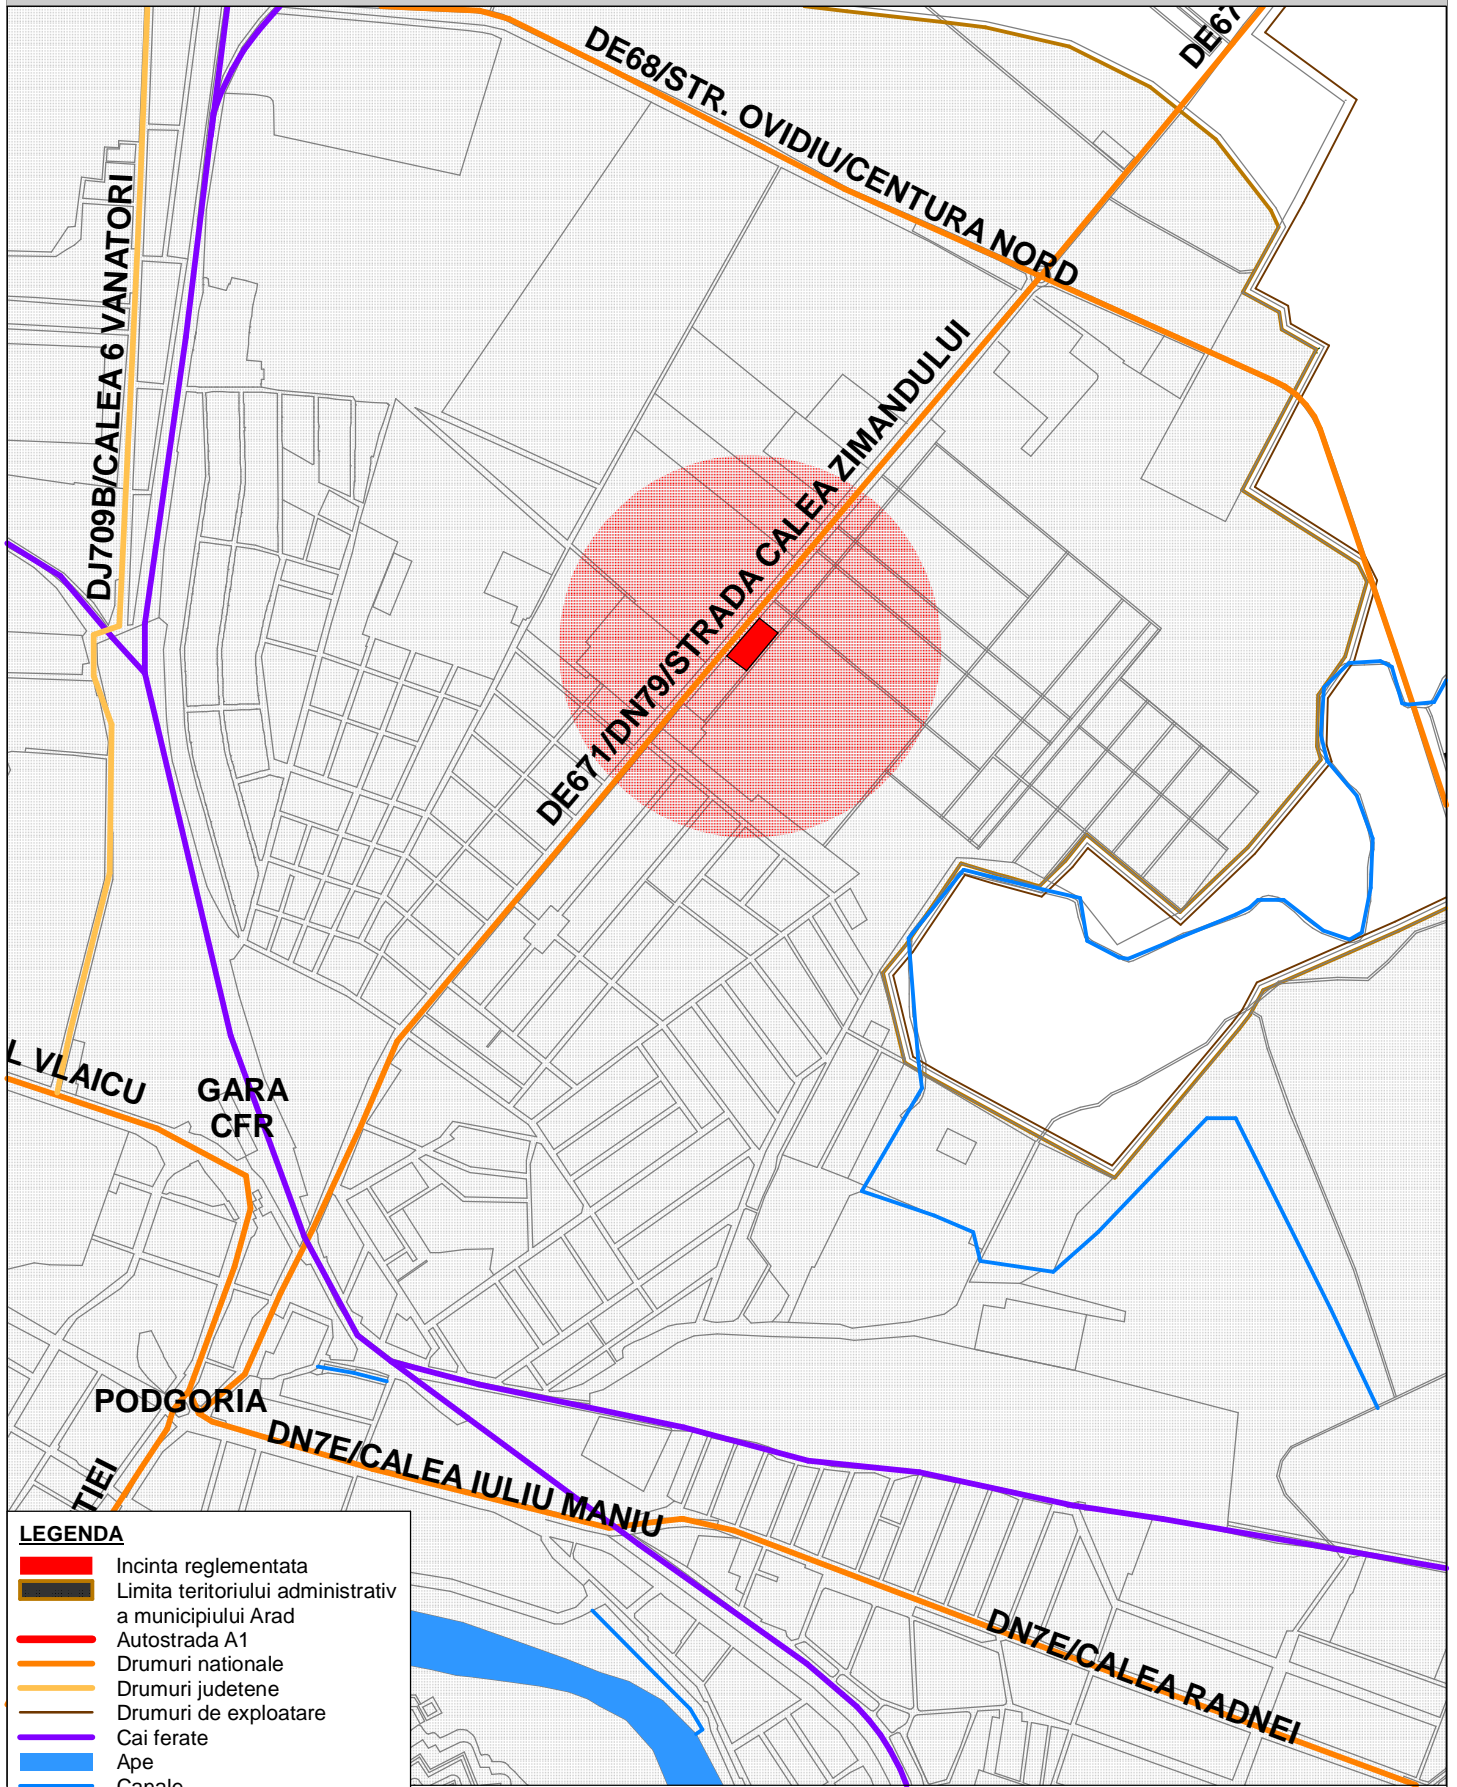 DE67
DE68/STR. OVIDIU/CENTURA NORD
DJ709B/CALEA 6 VANATORI
DE671/DN79/STRADA CALEA ZIMANDULUI
L VLAICU
GARA
CFR
PODGORIA
DN7E/CALEA IULIU MANIU
TIEI
DN7E/CALEA RADNEI
LEGENDA
Incinta reglementata
Limita teritoriului administrativ
a municipiului Arad
Autostrada A1
Drumuri nationale
Drumuri judetene
Drumuri de exploatare
Cai ferate
Ape
Canale